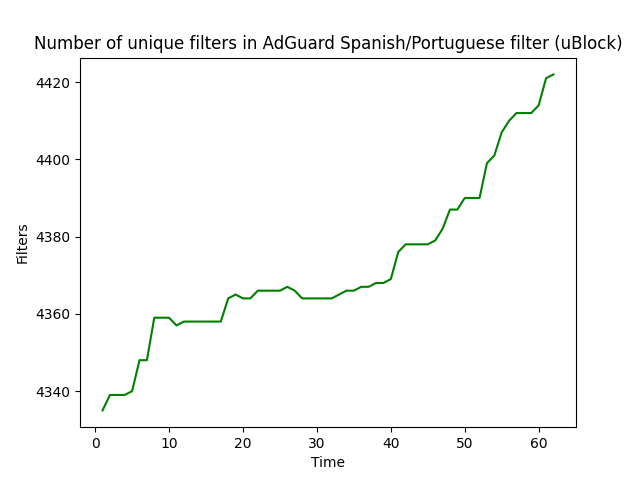 Number of unique filters in AdGuard Spanish/Portuguese filter (uBlock)
4420
4400
4380
4360
4340
Filters
0 10 20 30 40 50 60
Time